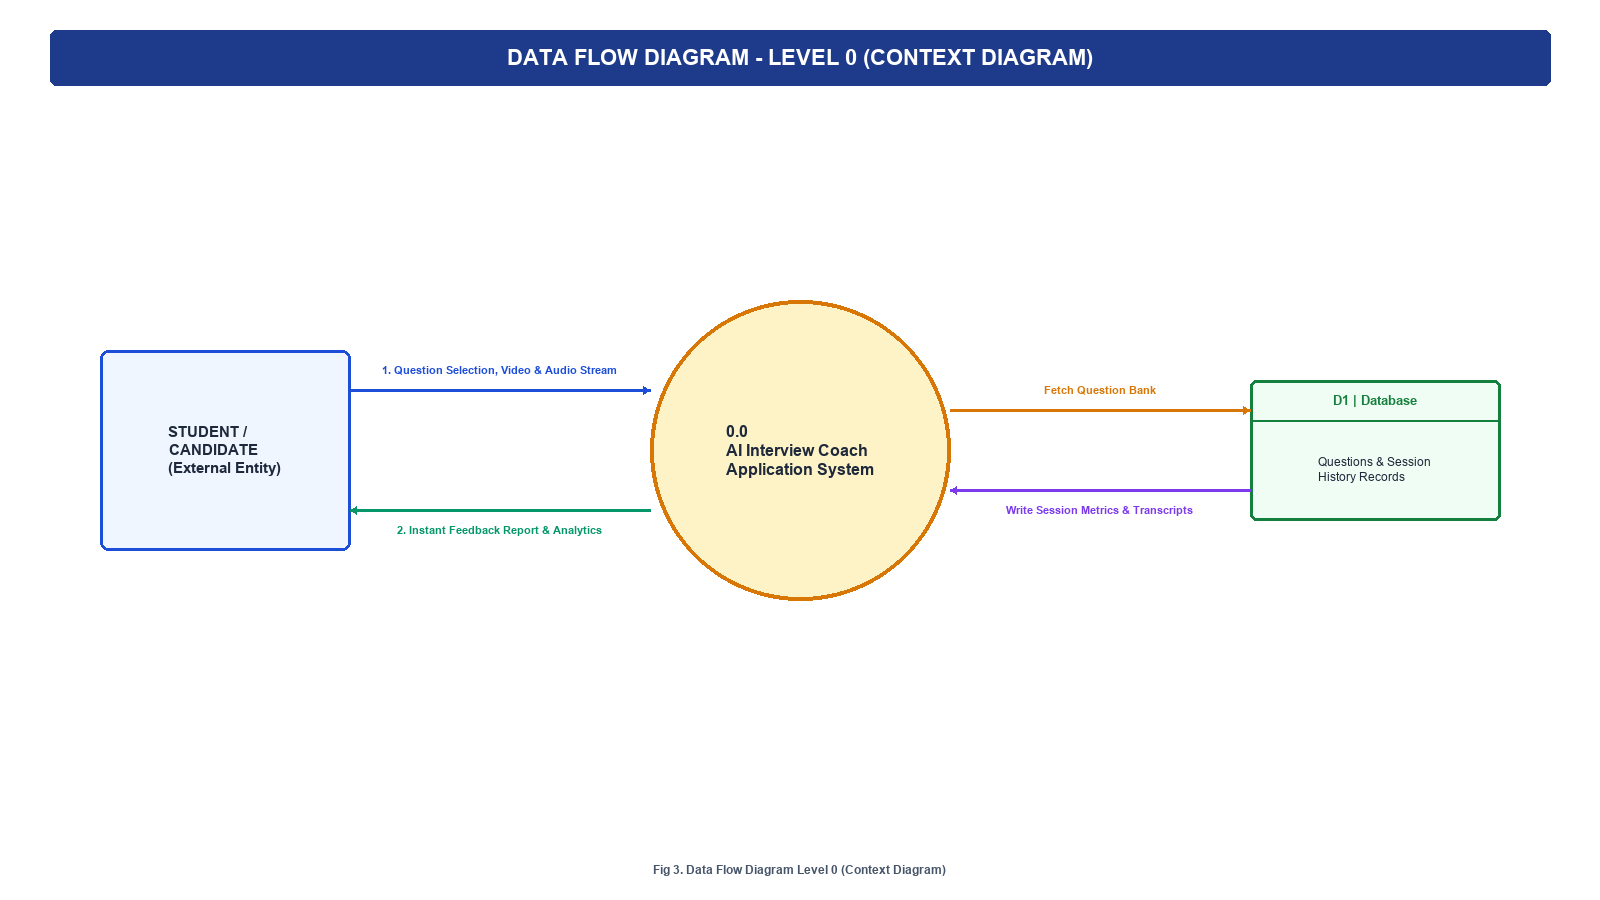 DATA FLOW DIAGRAM - LEVEL 0 (CONTEXT DIAGRAM)
STUDENT /
CANDIDATE
(External Entity)
1. Question Selection, Video & Audio Stream
2. Instant Feedback Report & Analytics
0.0
AI Interview Coach
Application System
Fetch Question Bank
Write Session Metrics & Transcripts
D1 | Database
Questions & Session
History Records
Fig 3. Data Flow Diagram Level 0 (Context Diagram)